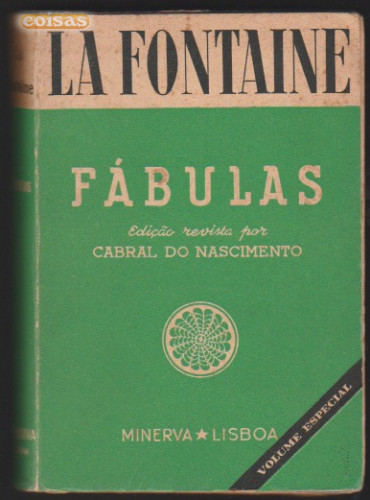 coisas
LA FONTAINE
FÁBULAS
Edição revista por
CABRAL DO NASCIMENTO
MINERVA ★ LISBOA
VOLUME ESPECIAL